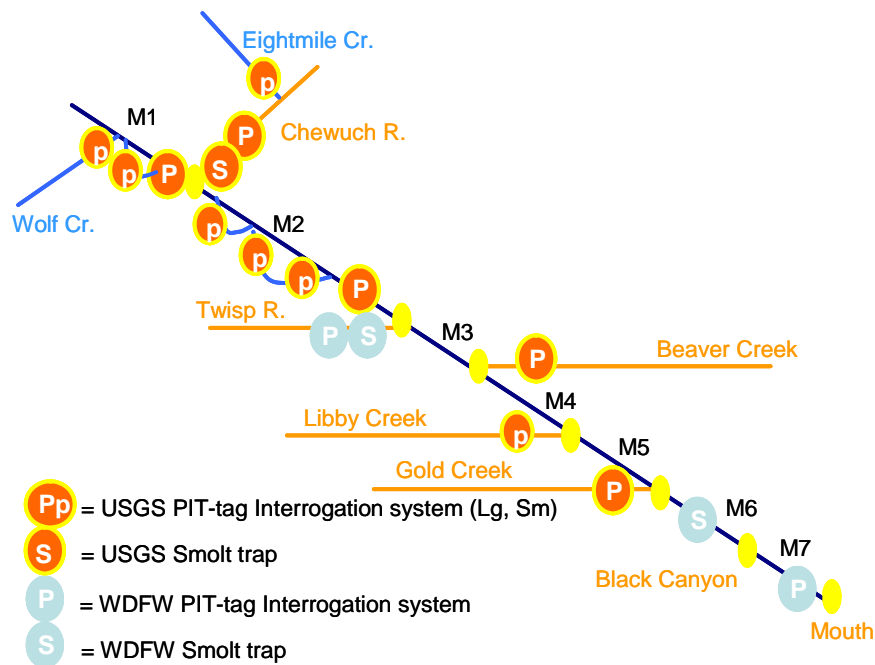 Eightmile Cr.
p
M1
Chewuch R.
P
p
S
p
P
Wolf Cr.
p
M2
p
p
P
Twisp R.
P S
M3
P
Beaver Creek
M4
Libby Creek
p
M5
Gold Creek
P
Pp = USGS PIT-tag Interrogation system (Lg, Sm)
S
M6
S = USGS Smolt trap
M7
Black Canyon
P
P = WDFW PIT-tag Interrogation system
Mouth
S = WDFW Smolt trap